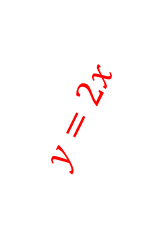 y = 2x